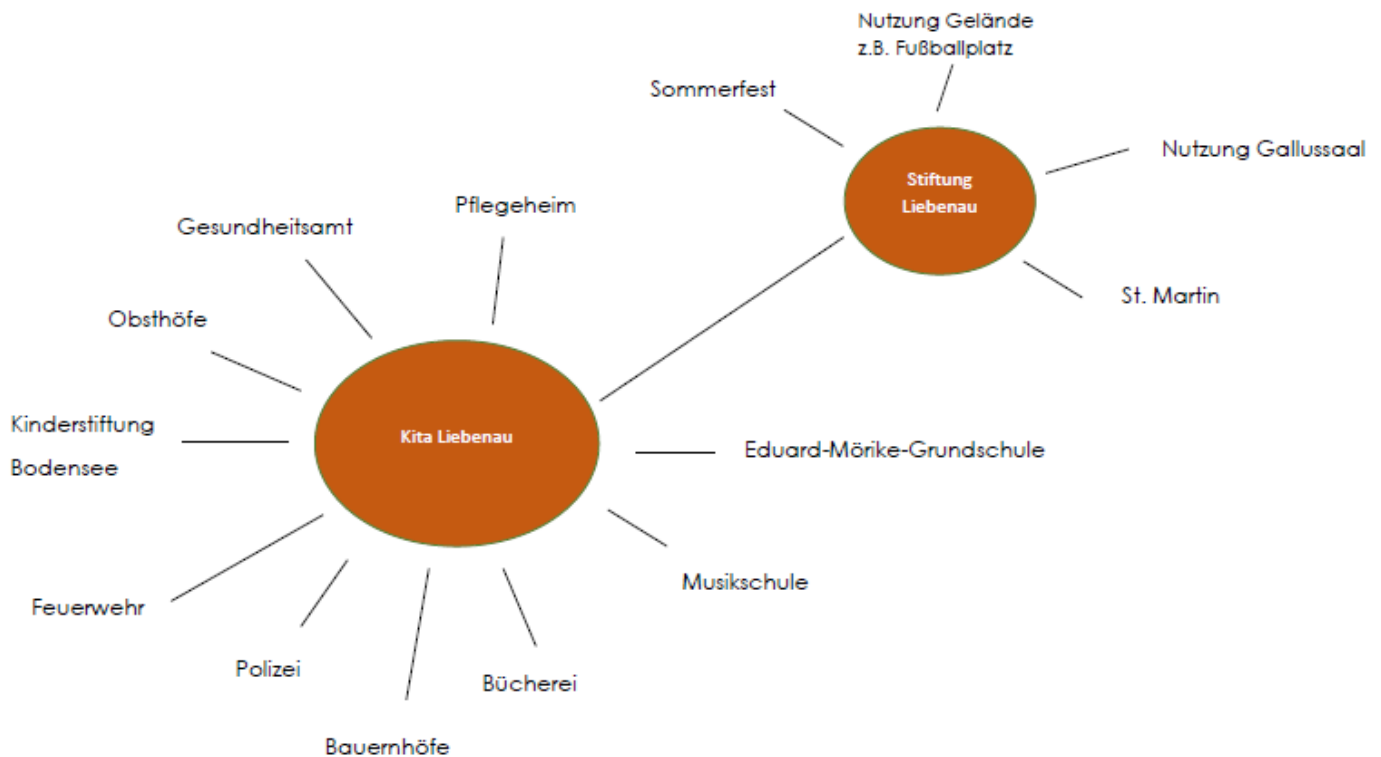 Nutzung Gelände
z.B. Fußballplatz
Sommerfest
Nutzung Gallussaal
Stiftung
Liebenau
Pflegeheim
Gesundheitsamt
St. Martin
Obsthöfe
Kinderstiftung
Bodensee
Kita Liebenau
Eduard-Mörike-Grundschule
Musikschule
Feuerwehr
Polizei
Bücherei
Bauernhöfe